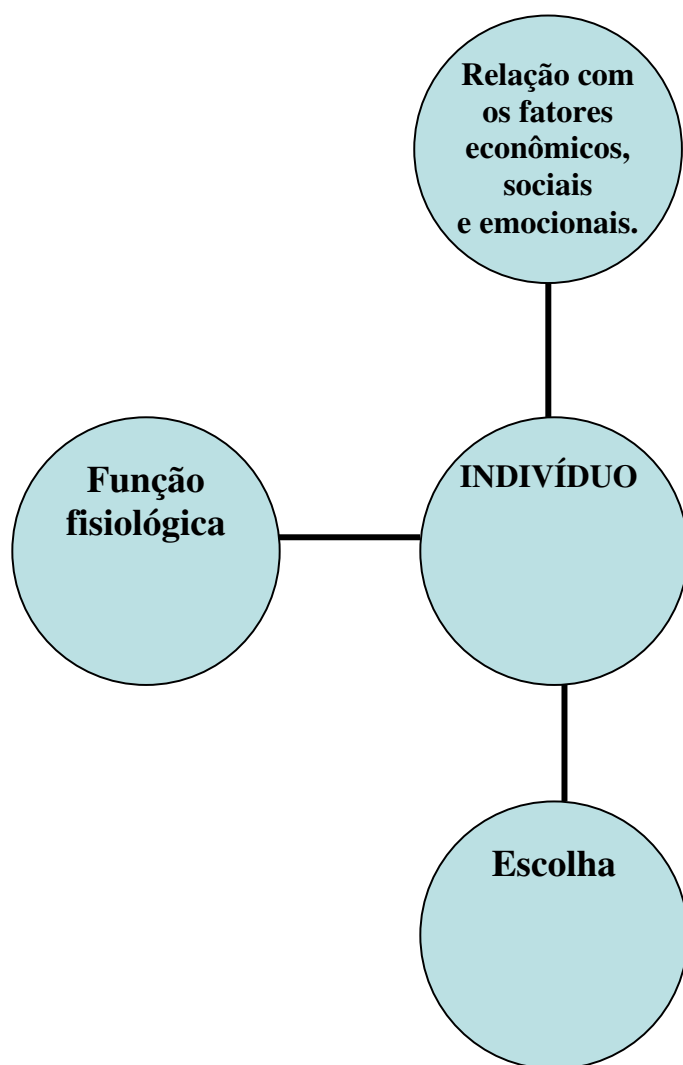 Relação com
os fatores
econômicos,
sociais
e emocionais.
Função
fisiológica
INDIVÍDUO
Escolha